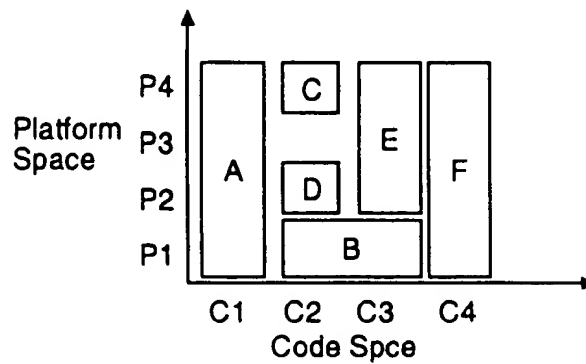 P4
C
Platform
Space
P3
E
A
F
P2
D
P1
B
C1 C2 C3 C4
Code Spce